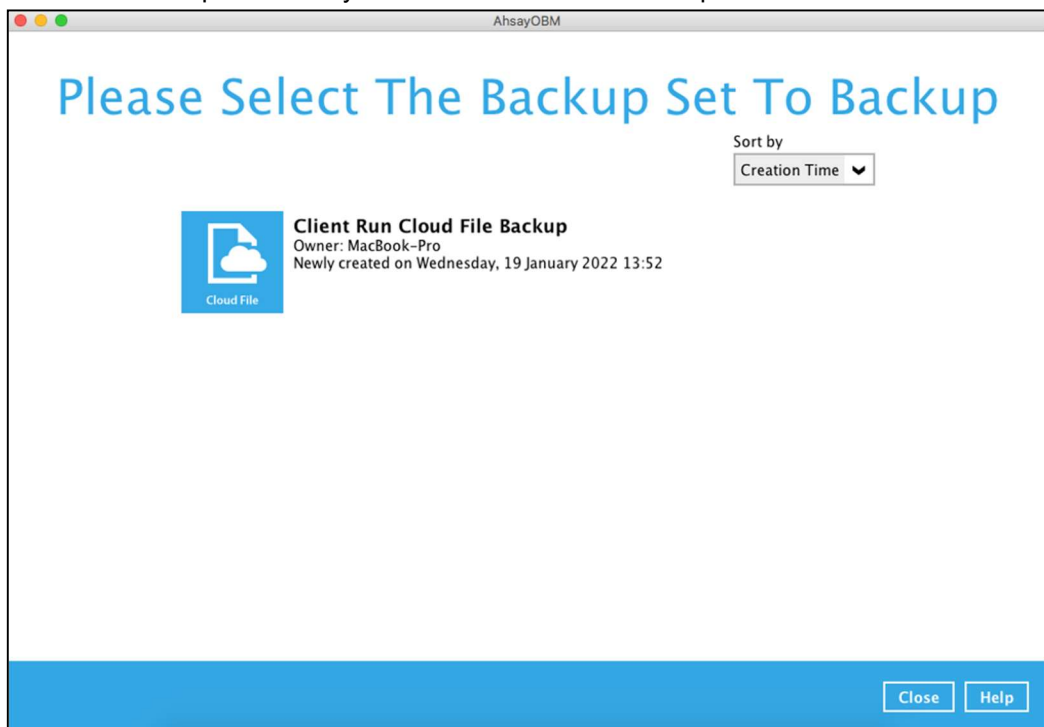 AhsayOBM
Please Select The Backup Set To Backup
Sort by
Creation Time
Client Run Cloud File Backup
Owner: MacBook-Pro
Newly created on Wednesday, 19 January 2022 13:52
Cloud File
Close
Help